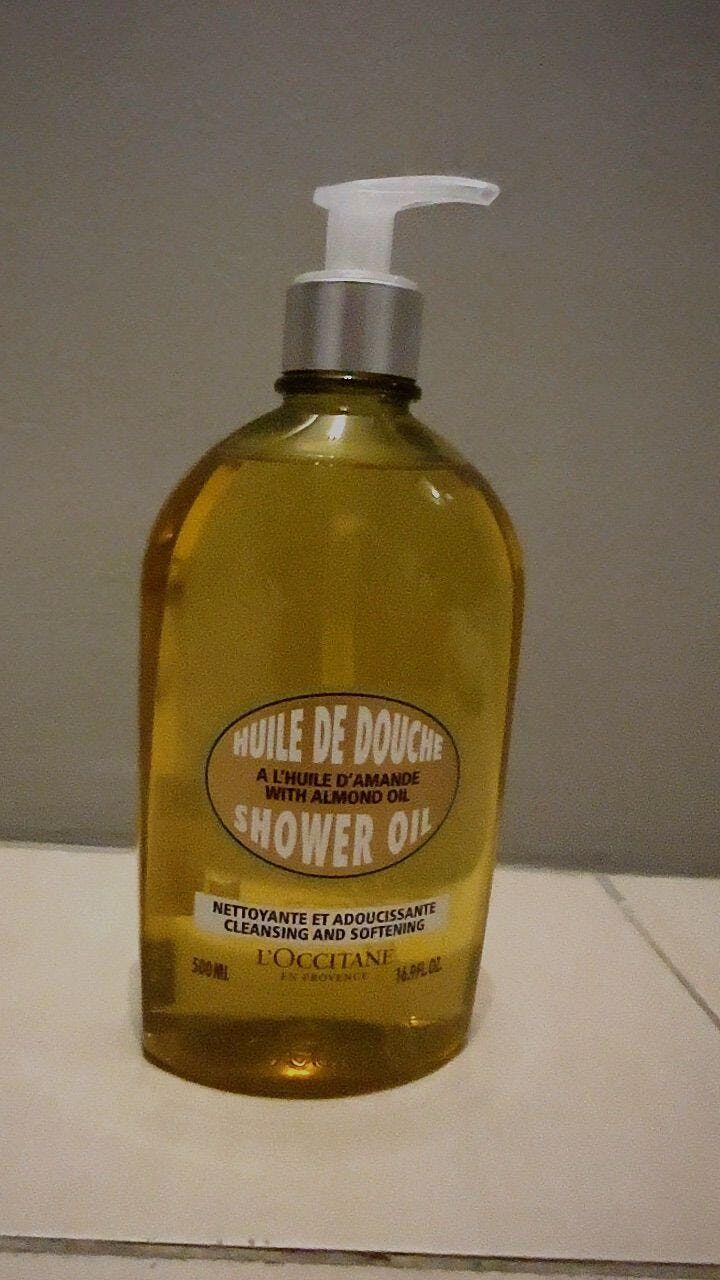 HUILE DE DOUCHE
A L'HUILE D'AMANDE
WITH ALMOND OIL
SHOWER OIL
NETTOYANTE ET ADOUCISSANTE
CLEANSING AND SOFTENING
L'OCCITANE
EN PROVENCE
500 ML
16.9 FL. OZ.